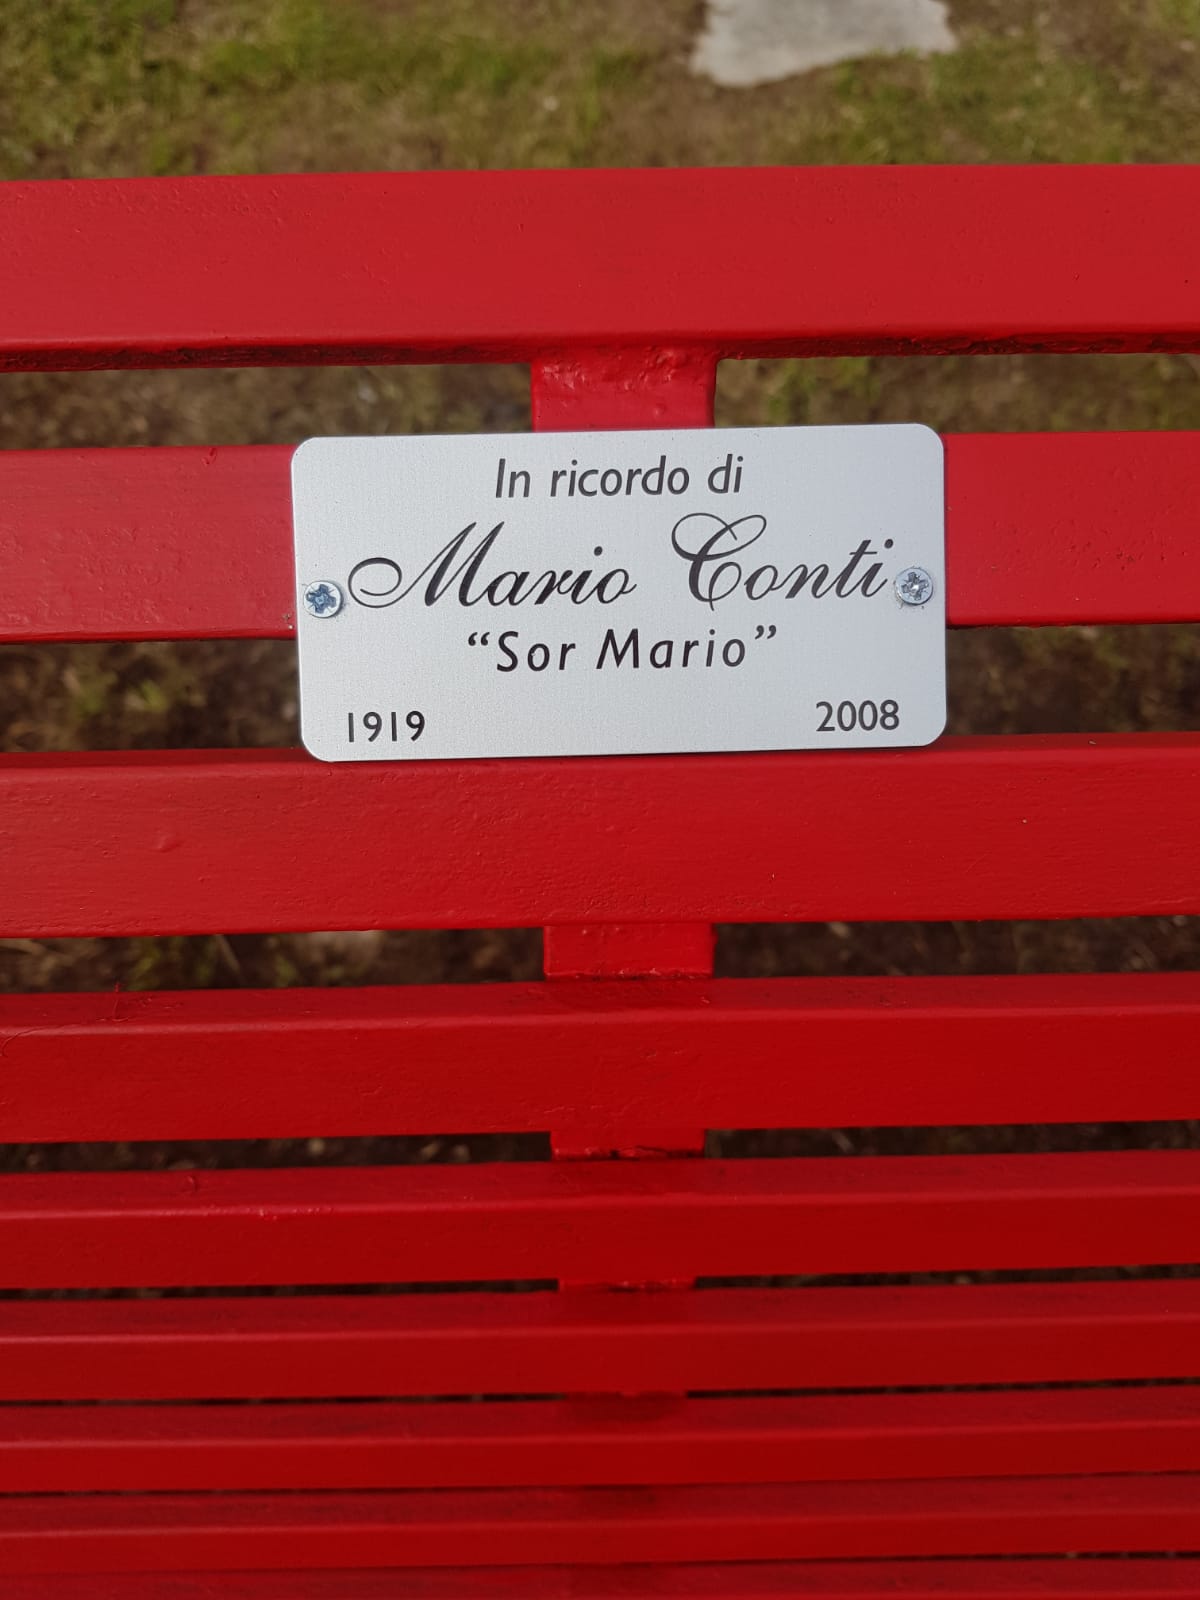 In ricordo di
Mario Conti
“Sor Mario”
1919 2008